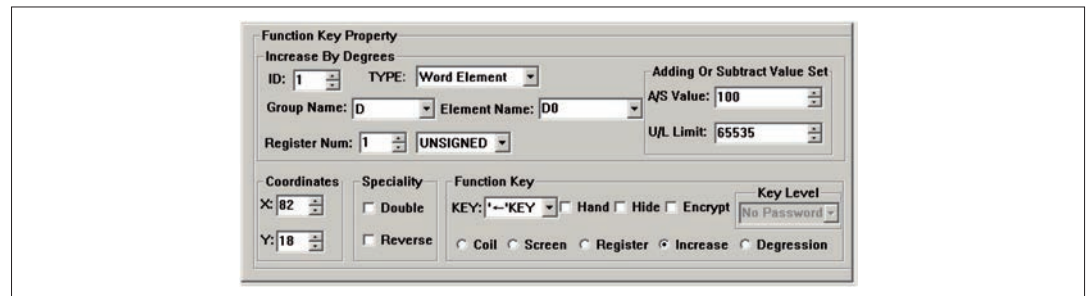 Function Key Property
Increase By Degrees
ID: 1 TYPE: Word Element
Adding Or Subtract Value Set
Group Name: D Element Name: D0
A/S Value: 100
Register Num: 1 UNSIGNED
U/L Limit: 65535
Coordinates
X: 82
Y: 18
Speciality
Double
Reverse
Function Key
KEY: '←'KEY Hand Hide Encrypt
Key Level
No Password
Coil Screen Register Increase Degression